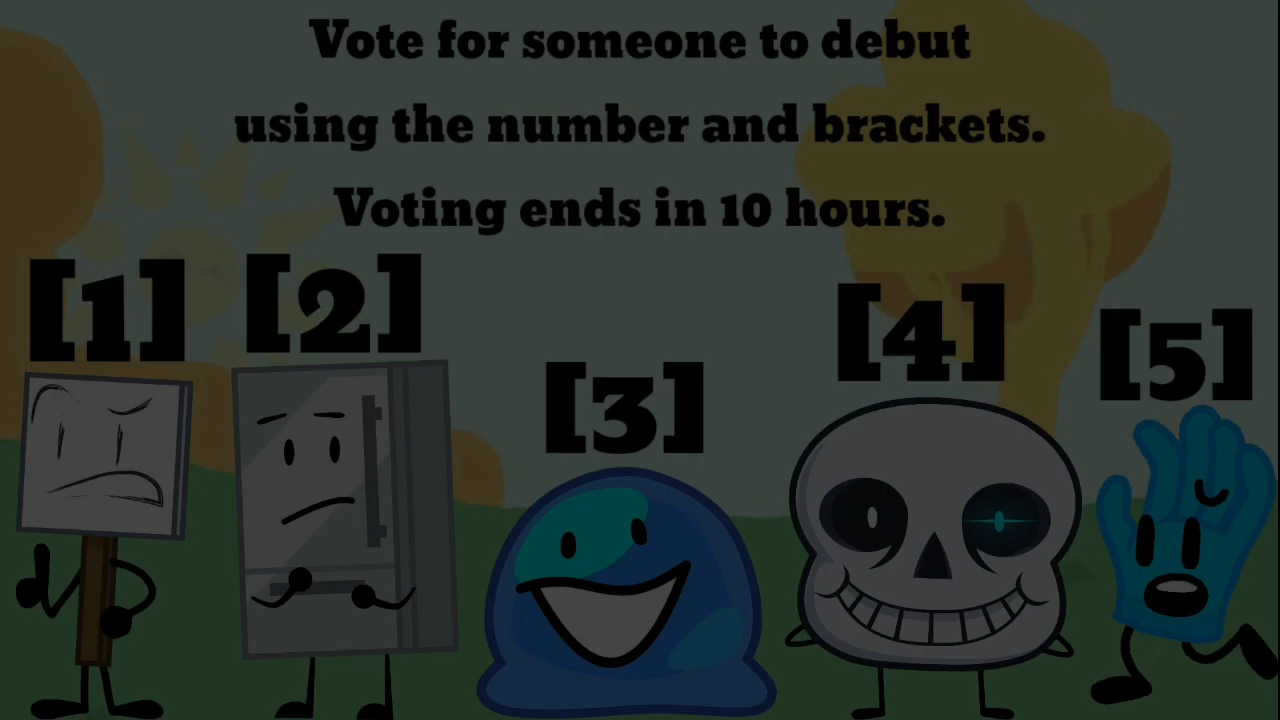 Vote for someone to debut
using the number and brackets.
Voting ends in 10 hours.
[1] [2] [3] [4] [5]